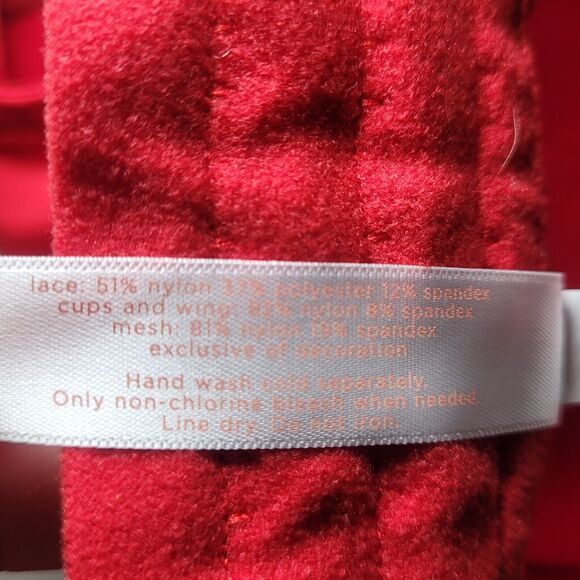 lace: 51% nylon 37% polyester 12% spandex
cups and wing: 92% nylon 8% spandex
mesh: 81% nylon 19% spandex
exclusive of decoration
Hand wash cold separately.
Only non-chlorine bleach when needed.
Line dry. Do not iron.